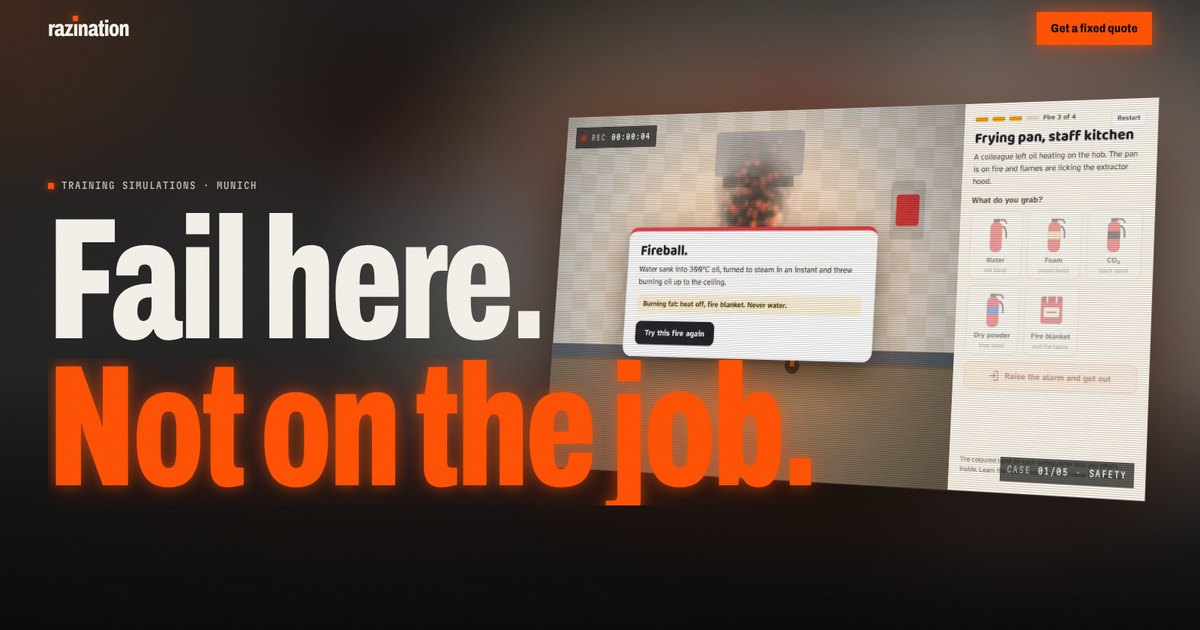 razination
Get a fixed quote
TRAINING SIMULATIONS · MUNICH
Fail here.
Not on the job.
REC 00:00:04
Fireball.
Water sank into 360°C oil, turned to steam in an instant and threw
burning oil up to the ceiling.
Burning fat: heat off, fire blanket. Never water.
Try this fire again
Fire 3 of 4
Restart
Frying pan, staff kitchen
A colleague left oil heating on the hob. The pan
is on fire and flames are licking the extractor
hood.
What do you grab?
Water
red band
Foam
cream band
CO₂
black band
Dry powder
blue band
Fire blanket
pull the tapes
Raise the alarm and get out
The coloured
inside. Learn
CASE 01/05 · SAFETY